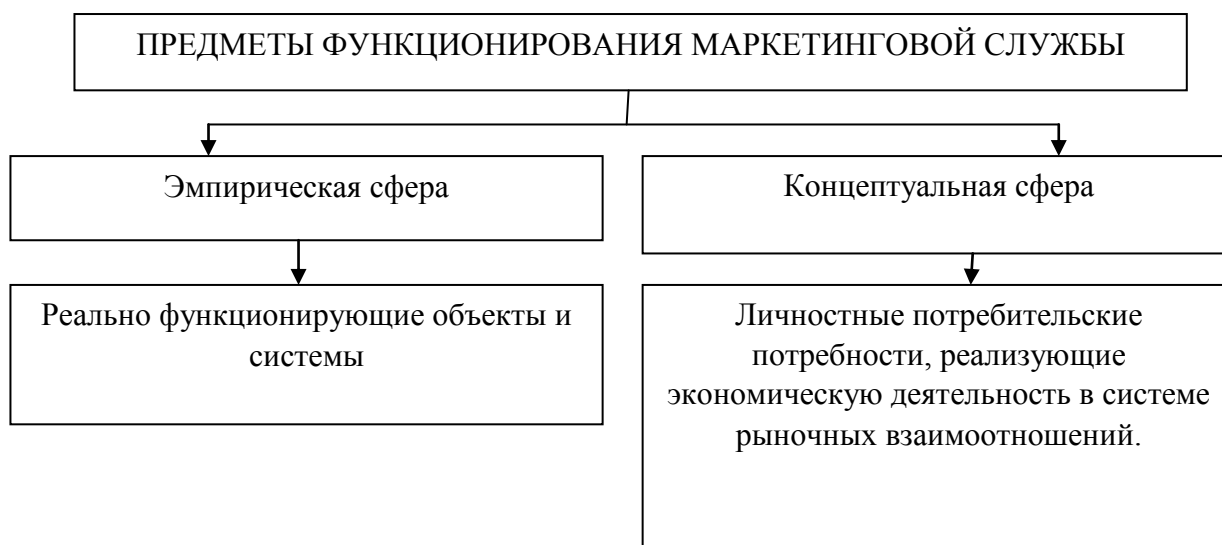 ПРЕДМЕТЫ ФУНКЦИОНИРОВАНИЯ МАРКЕТИНГОВОЙ СЛУЖБЫ
Эмпирическая сфера
Концептуальная сфера
Реально функционирующие объекты и
системы
Личностные потребительские
потребности, реализующие
экономическую деятельность в системе
рыночных взаимоотношений.